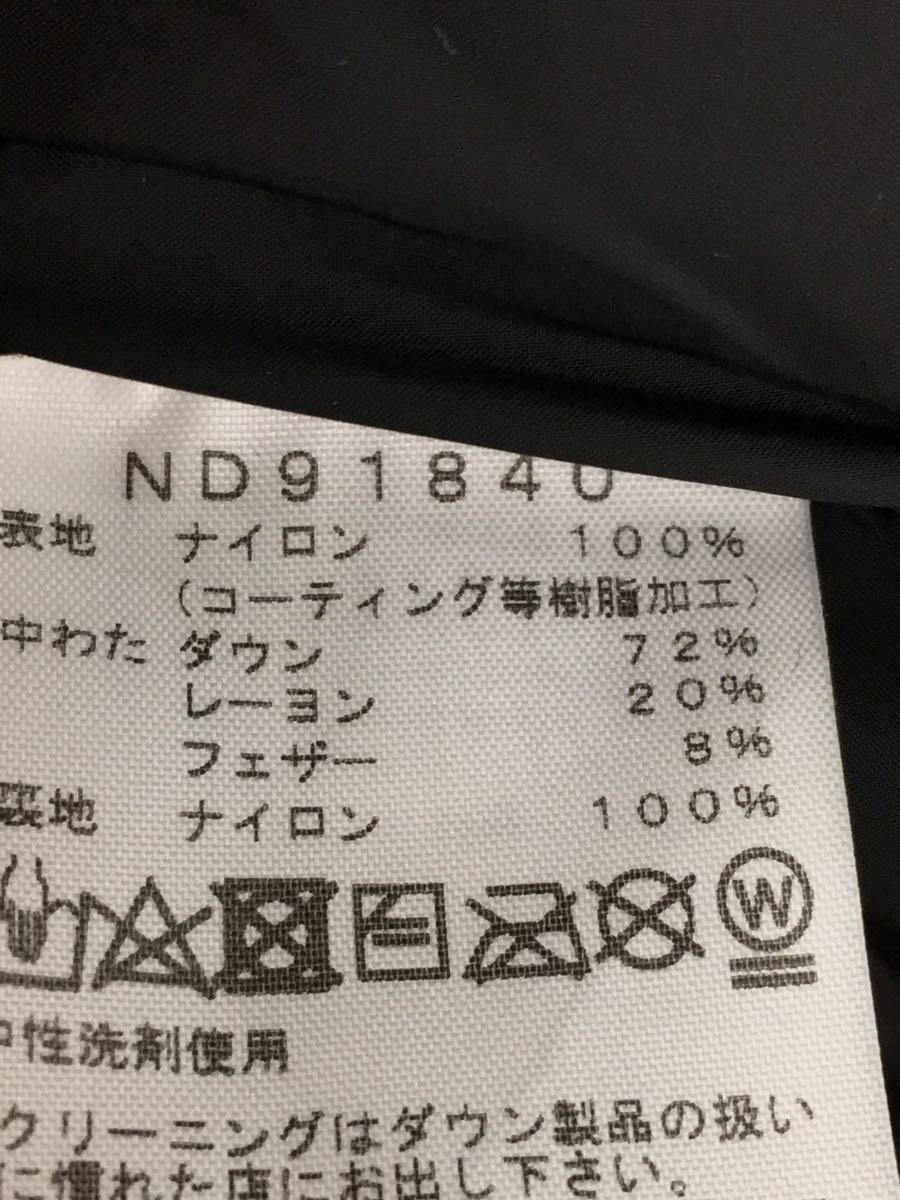 ND91840
表地 ナイロン 100%
(コーティング等樹脂加工)
中わた ダウン 72%
レーヨン 20%
フェザー 8%
裏地 ナイロン 100%
W
中性洗剤使用
クリーニングはダウン製品の扱い
に慣れた店にお出し下さい。